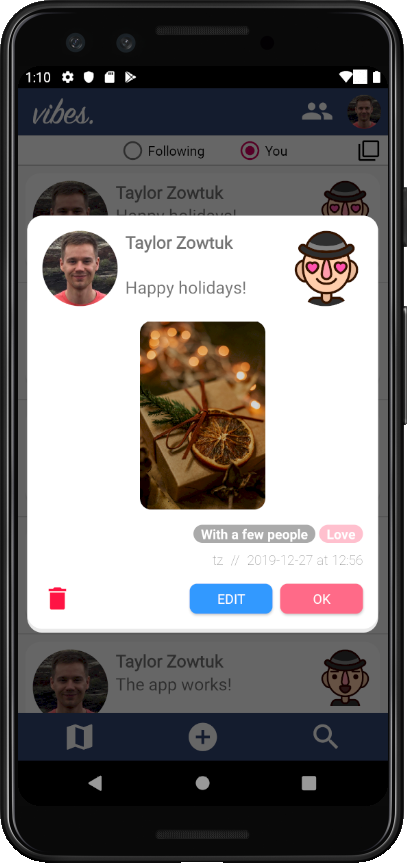 1:10
vibes.
Following
You
Taylor Zowtuk
Happy holidays!
Taylor Zowtuk
Happy holidays!
With a few people
Love
tz // 2019-12-27 at 12:56
EDIT
OK
Taylor Zowtuk
The app works!